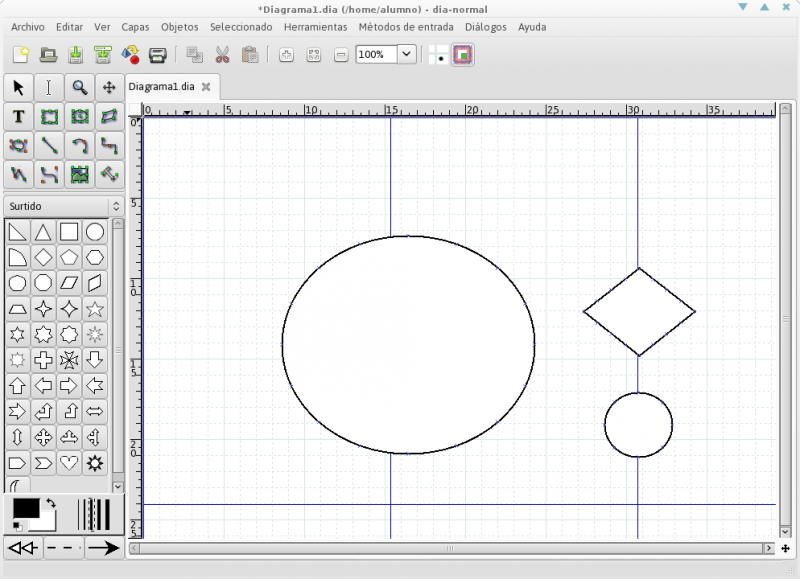 *Diagrama1.dia (/home/alumno) - dia-normal
Archivo Editar Ver Capas Objetos Seleccionado Herramientas Métodos de entrada Diálogos Ayuda
100%
Diagrama1.dia
0 5 10 15 20 25 30 35
T
0
5
10
15
20
25
Surtido